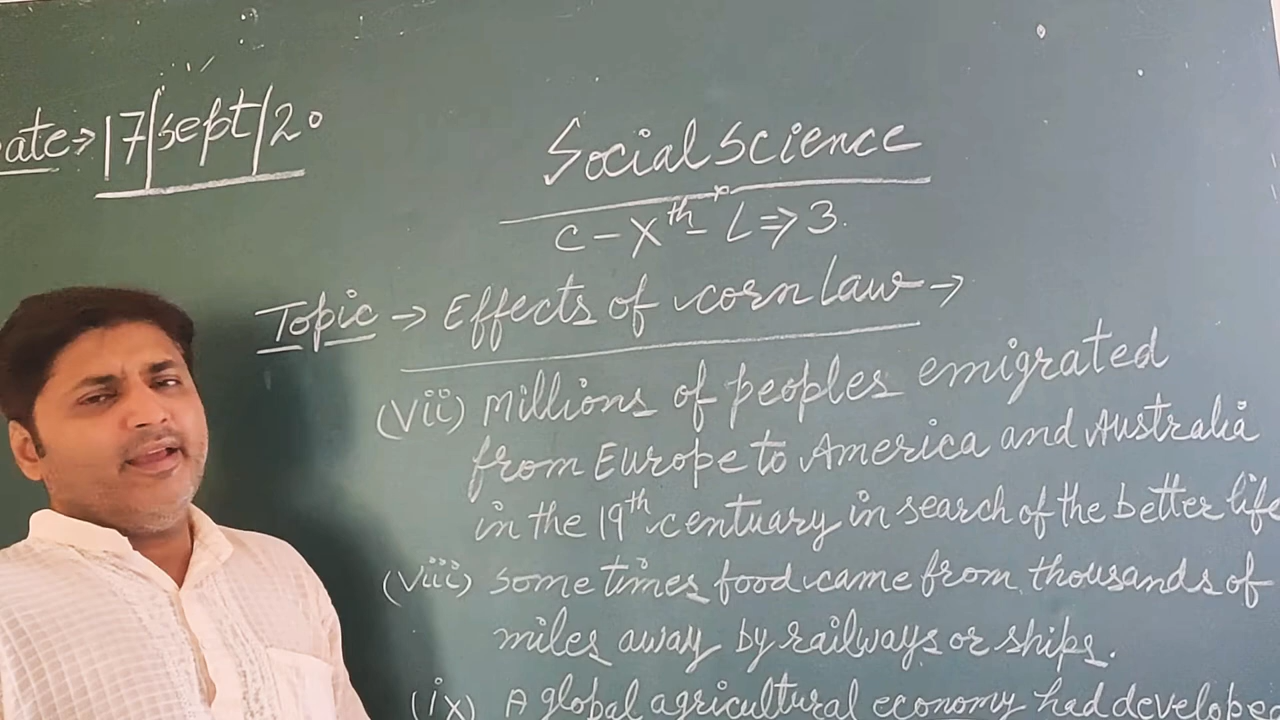 ate → 17/sept/20
Social Science
C - Xth - L ⇒ 3.
Topic → Effects of corn law →
(vii) Millions of peoples emigrated
from Europe to America and Australia
in the 19th centuary in search of the better life
(viii) some times food came from thousands of
miles away by railways or ships.
(ix) A global agricultural economy had developed